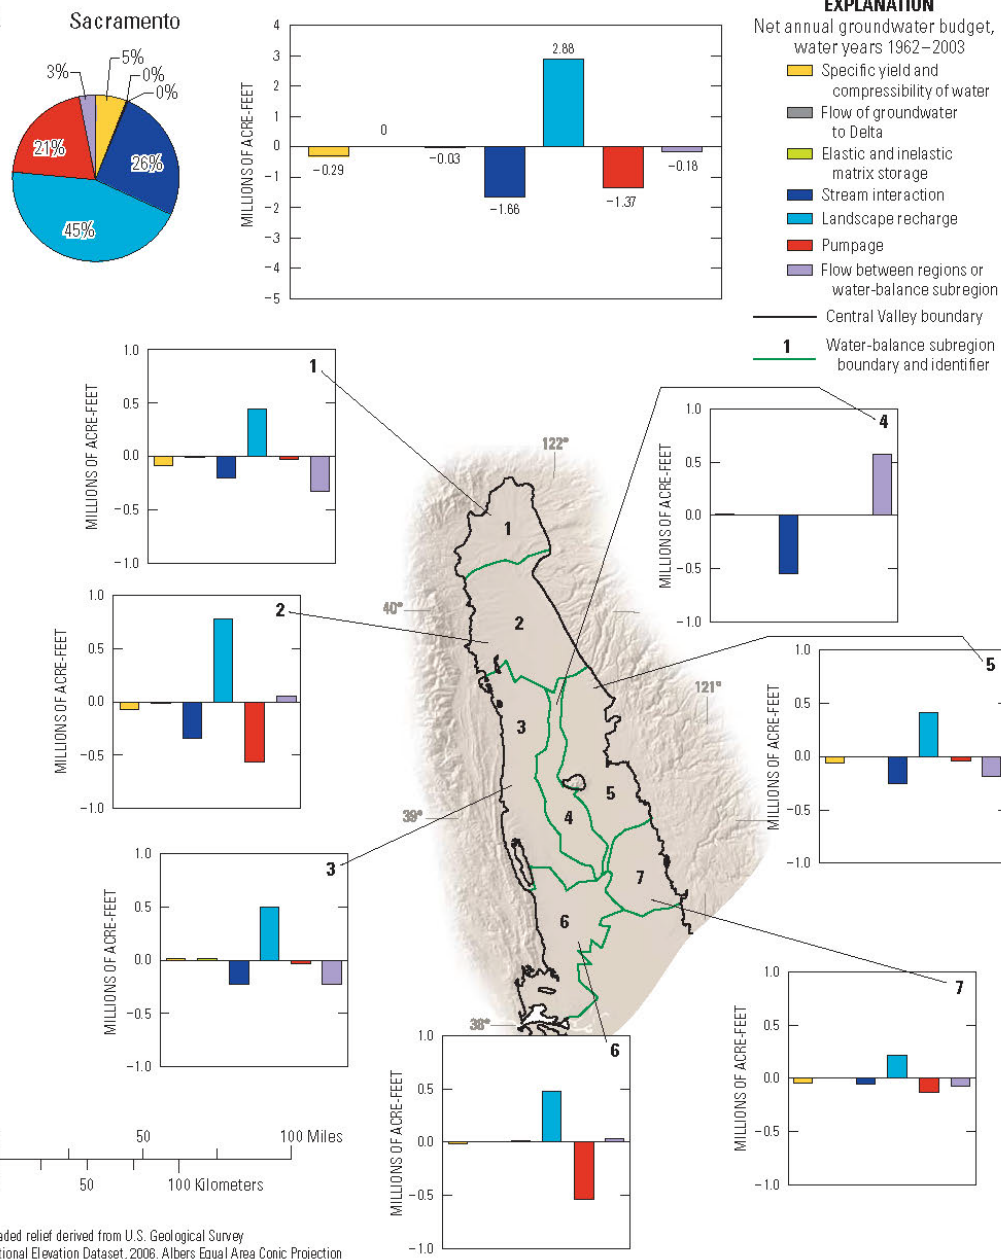 Sacramento
3%
5%
0%
0%
21%
26%
45%
MILLIONS OF ACRE-FEET
4
3
2
1
0
−1
−2
−3
−4
−5
−0.29
0
−0.03
−1.66
2.88
−1.37
−0.18
EXPLANATION
Net annual groundwater budget,
water years 1962–2003
Specific yield and
compressibility of water
Flow of groundwater
to Delta
Elastic and inelastic
matrix storage
Stream interaction
Landscape recharge
Pumpage
Flow between regions or
water-balance subregion
Central Valley boundary
1 Water-balance subregion
boundary and identifier
1
MILLIONS OF ACRE-FEET
1.0
0.5
0.0
−0.5
−1.0
4
MILLIONS OF ACRE-FEET
1.0
0.5
0.0
−0.5
−1.0
2
MILLIONS OF ACRE-FEET
1.0
0.5
0.0
−0.5
−1.0
5
MILLIONS OF ACRE-FEET
1.0
0.5
0.0
−0.5
−1.0
122°
40°
121°
39°
38°
1
2
3
4
5
7
6
3
MILLIONS OF ACRE-FEET
1.0
0.5
0.0
−0.5
−1.0
7
MILLIONS OF ACRE-FEET
1.0
0.5
0.0
−0.5
−1.0
6
MILLIONS OF ACRE-FEET
1.0
0.5
0.0
−0.5
−1.0
50 100 Miles
50 100 Kilometers
aded relief derived from U.S. Geological Survey
tional Elevation Dataset, 2006. Albers Equal Area Conic Projection